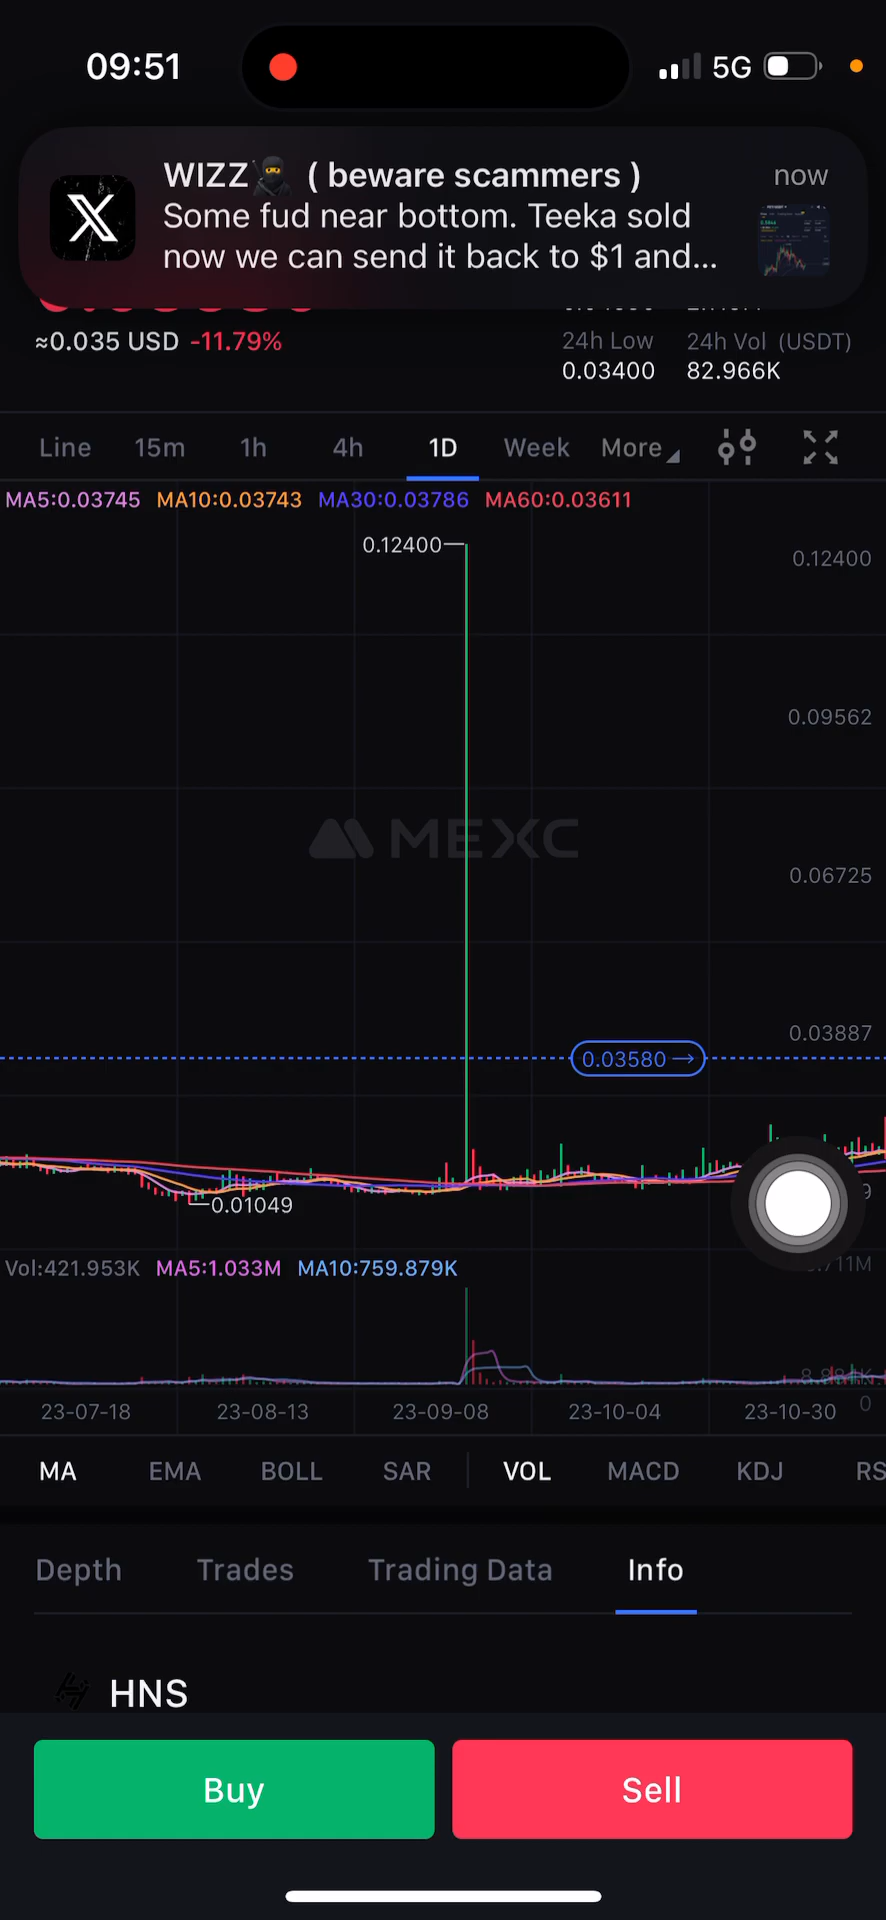 09:51
5G
WIZZ🥷 ( beware scammers )
now
Some fud near bottom. Teeka sold
now we can send it back to $1 and...
≈0.035 USD -11.79%
24h Low
24h Vol (USDT)
0.03400
82.966K
Line 15m 1h 4h 1D Week More
MA5:0.03745 MA10:0.03743 MA30:0.03786 MA60:0.03611
0.12400
0.12400
0.09562
MEXC
0.06725
0.03887
0.03580
0.01049
Vol:421.953K MA5:1.033M MA10:759.879K
0
23-07-18 23-08-13 23-09-08 23-10-04 23-10-30
MA EMA BOLL SAR VOL MACD KDJ RS
Depth Trades Trading Data Info
HNS
Buy Sell